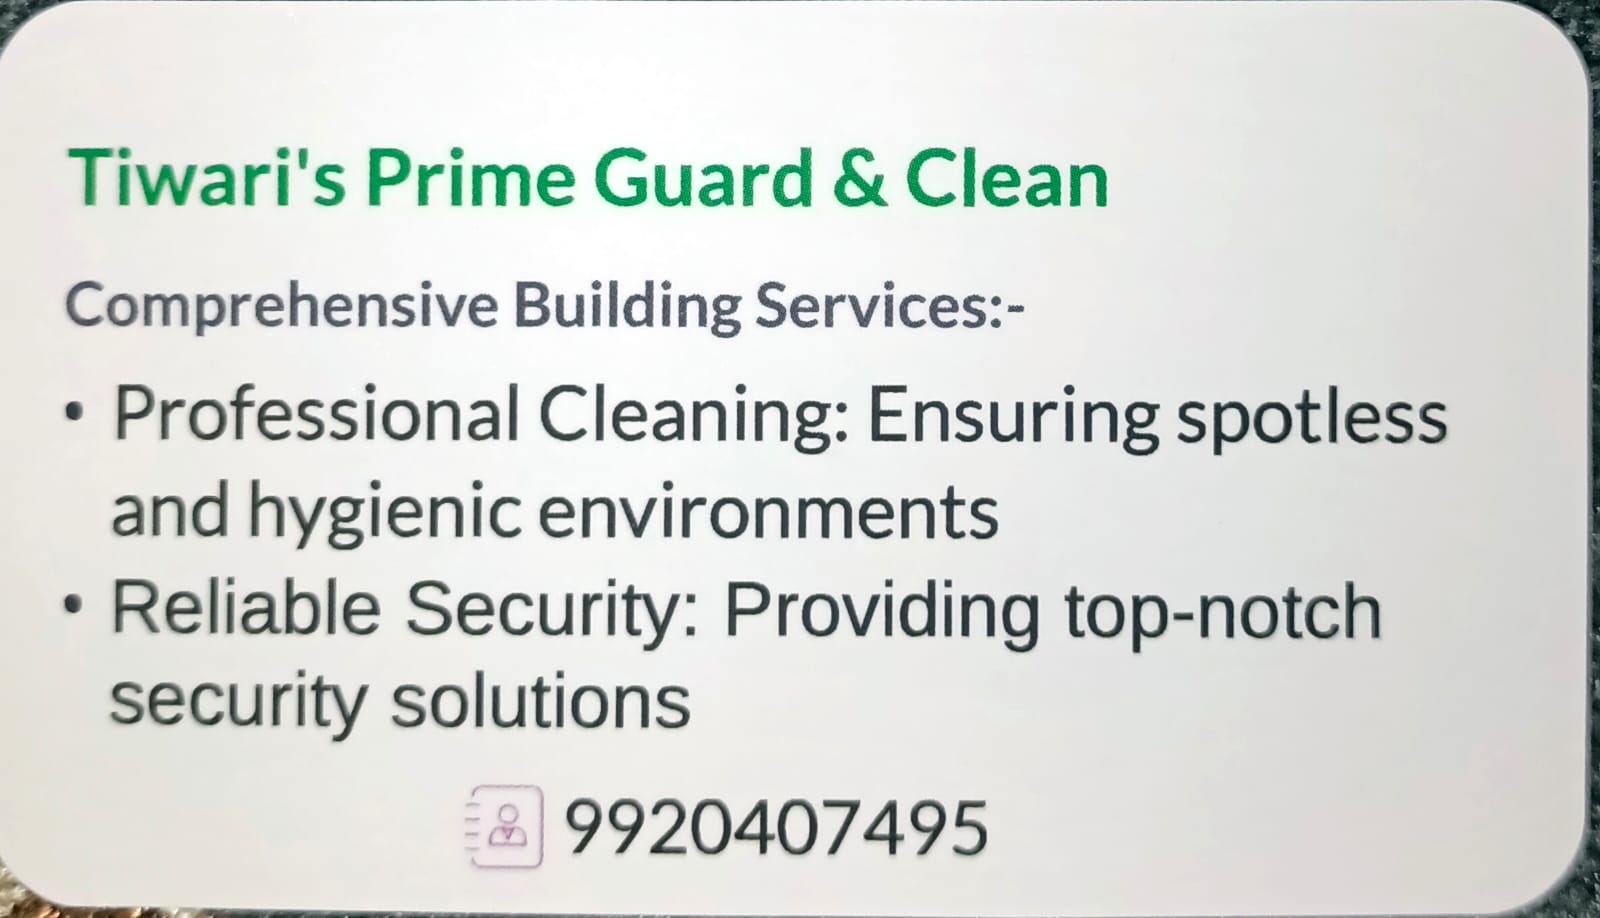 Tiwari's Prime Guard & Clean
Comprehensive Building Services:-
• Professional Cleaning: Ensuring spotless
and hygienic environments
• Reliable Security: Providing top-notch
security solutions
9920407495